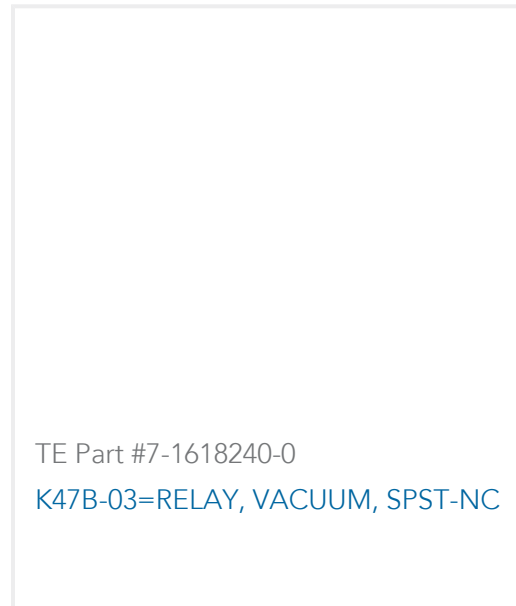 TE Part #7-1618240-0
K47B-03=RELAY, VACUUM, SPST-NC